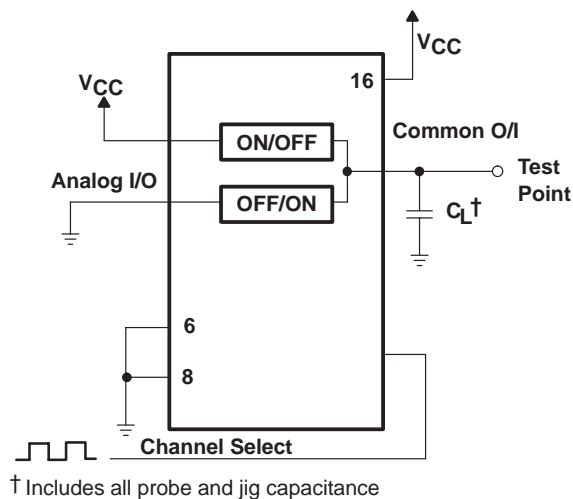 VCC
16
VCC
ON/OFF
Common O/I
Analog I/O
OFF/ON
Test
Point
CL†
6
8
Channel Select
† Includes all probe and jig capacitance